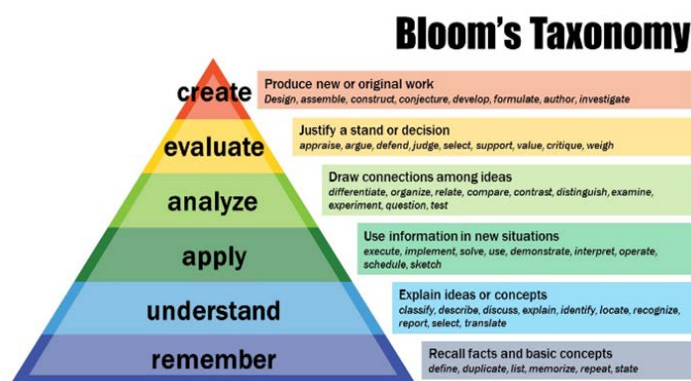 Bloom's Taxonomy
create
Produce new or original work
Design, assemble, construct, conjecture, develop, formulate, author, investigate
evaluate
Justify a stand or decision
appraise, argue, defend, judge, select, support, value, critique, weigh
analyze
Draw connections among ideas
differentiate, organize, relate, compare, contrast, distinguish, examine,
experiment, question, test
apply
Use information in new situations
execute, implement, solve, use, demonstrate, interpret, operate,
schedule, sketch
understand
Explain ideas or concepts
classify, describe, discuss, explain, identify, locate, recognize,
report, select, translate
remember
Recall facts and basic concepts
define, duplicate, list, memorize, repeat, state